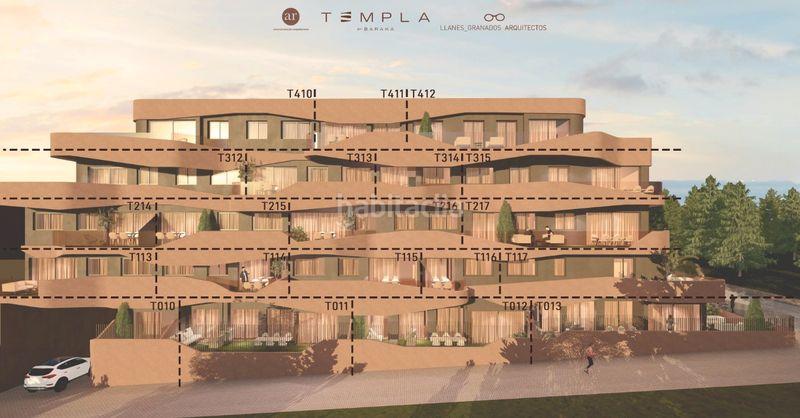 ar
TEMPLA
BY BARAKA
LLANES_GRANADOS ARQUITECTOS
T410 T411 T412
T312 T313 T314 T315
habitaclia
T214 T215 T216 T217
T113 T114 T115 T116 T117
T010 T011 T012 T013